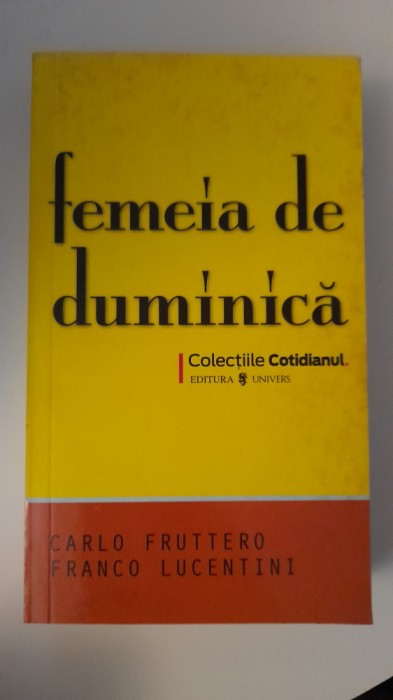 femeia de
duminică
Colecțiile Cotidianul.
EDITURA UNIVERS
CARLO FRUTTERO
FRANCO LUCENTINI